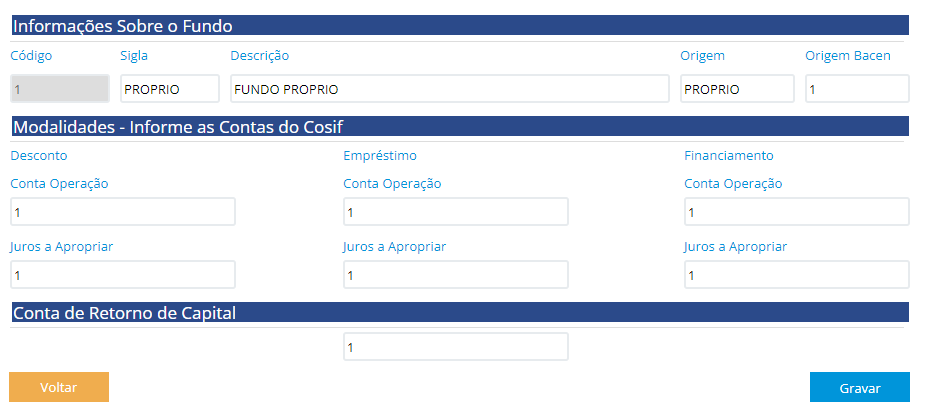 Informações Sobre o Fundo
Código Sigla Descrição Origem Origem Bacen
1 PROPRIO FUNDO PROPRIO PROPRIO 1
Modalidades - Informe as Contas do Cosif
Desconto Empréstimo Financiamento
Conta Operação Conta Operação Conta Operação
1 1 1
Juros a Apropriar Juros a Apropriar Juros a Apropriar
1 1 1
Conta de Retorno de Capital
1
Voltar Gravar